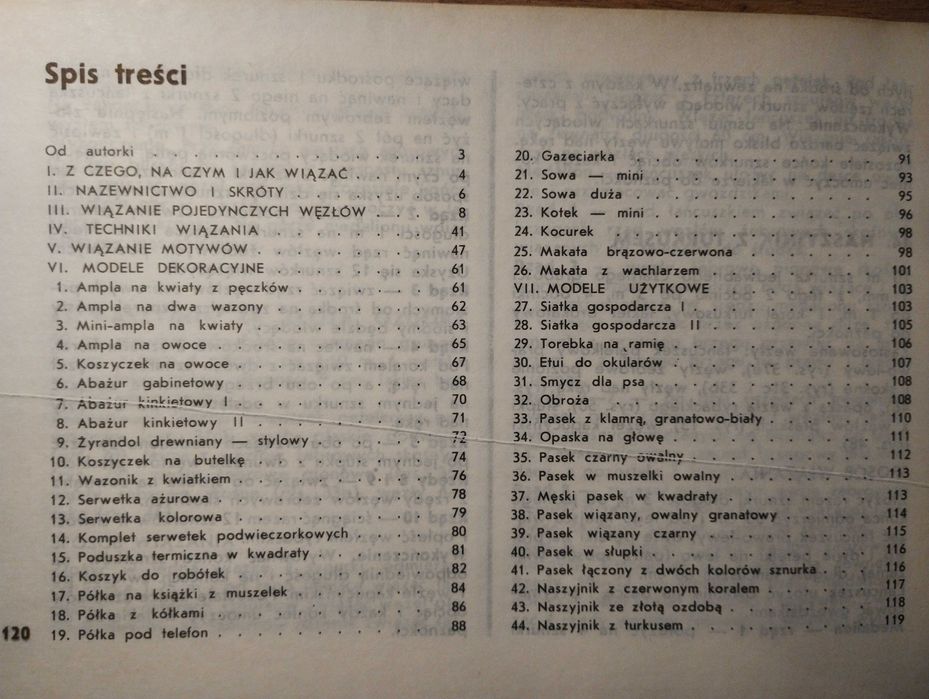 Spis treści
Od autorki . . . . . . . . . . . . 3
I. Z CZEGO, NA CZYM I JAK WIĄZAĆ . . . . 4
II. NAZEWNICTWO I SKRÓTY . . . . . . . 6
III. WIĄZANIE POJEDYNCZYCH WĘZŁÓW . . . . 8
IV. TECHNIKI WIĄZANIA . . . . . . . . 41
V. WIĄZANIE MOTYWÓW . . . . . . . . 47
VI. MODELE DEKORACYJNE . . . . . . . . 61
1. Ampla na kwiaty z pęczków . . . . . . 61
2. Ampla na dwa wazony . . . . . . . . 62
3. Mini-ampla na kwiaty . . . . . . . . 63
4. Ampla na owoce . . . . . . . . . . 65
5. Koszyczek na owoce . . . . . . . . . 67
6. Abażur gabinetowy . . . . . . . . . 68
7. Abażur kinkietowy I . . . . . . . . . 70
8. Abażur kinkietowy II . . . . . . . . 71
9. Żyrandol drewniany — stylowy . . . . . 72
10. Koszyczek na butelkę . . . . . . . . 74
11. Wazonik z kwiatkiem . . . . . . . . . 76
12. Serwetka ażurowa . . . . . . . . . 78
13. Serwetka kolorowa . . . . . . . . . 79
14. Komplet serwetek podwieczorkowych . . . . 80
15. Poduszka termiczna w kwadraty . . . . . 81
16. Koszyk do robótek . . . . . . . . . 82
17. Półka na książki z muszelek . . . . . . 84
18. Półka z kółkami . . . . . . . . . . 86
19. Półka pod telefon . . . . . . . . . 88
120
20. Gazeciarka . . . . . . . . . . . . 91
21. Sowa — mini . . . . . . . . . . . 93
22. Sowa duża . . . . . . . . . . . . 95
23. Kotek — mini . . . . . . . . . . . 96
24. Kocurek . . . . . . . . . . . . . 98
25. Makata brązowo-czerwona . . . . . . . 98
26. Makata z wachlarzem . . . . . . . . . 101
VII. MODELE UŻYTKOWE . . . . . . . . 103
27. Siatka gospodarcza I . . . . . . . . . 103
28. Siatka gospodarcza II . . . . . . . . 105
29. Torebka na ramię . . . . . . . . . . 106
30. Etui do okularów . . . . . . . . . . 107
31. Smycz dla psa . . . . . . . . . . . 108
32. Obroża . . . . . . . . . . . . . 108
33. Pasek z klamrą, granatowo-biały . . . . . 110
34. Opaska na głowę . . . . . . . . . . 111
35. Pasek czarny owalny . . . . . . . . . 112
36. Pasek w muszelki owalny . . . . . . . 113
37. Męski pasek w kwadraty . . . . . . . 113
38. Pasek wiązany, owalny granatowy . . . . 114
39. Pasek wiązany czarny . . . . . . . . 115
40. Pasek w słupki . . . . . . . . . . . 116
41. Pasek łączony z dwóch kolorów sznurka . . . 116
42. Naszyjnik z czerwonym koralem . . . . . 117
43. Naszyjnik ze złotą ozdobą . . . . . . . 118
44. Naszyjnik z turkusem . . . . . . . . 119